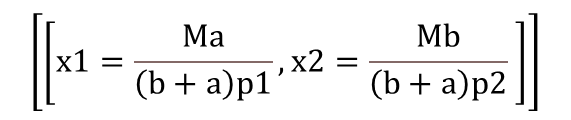 [[x1 = Ma/(b + a)p1, x2 = Mb/(b + a)p2]]